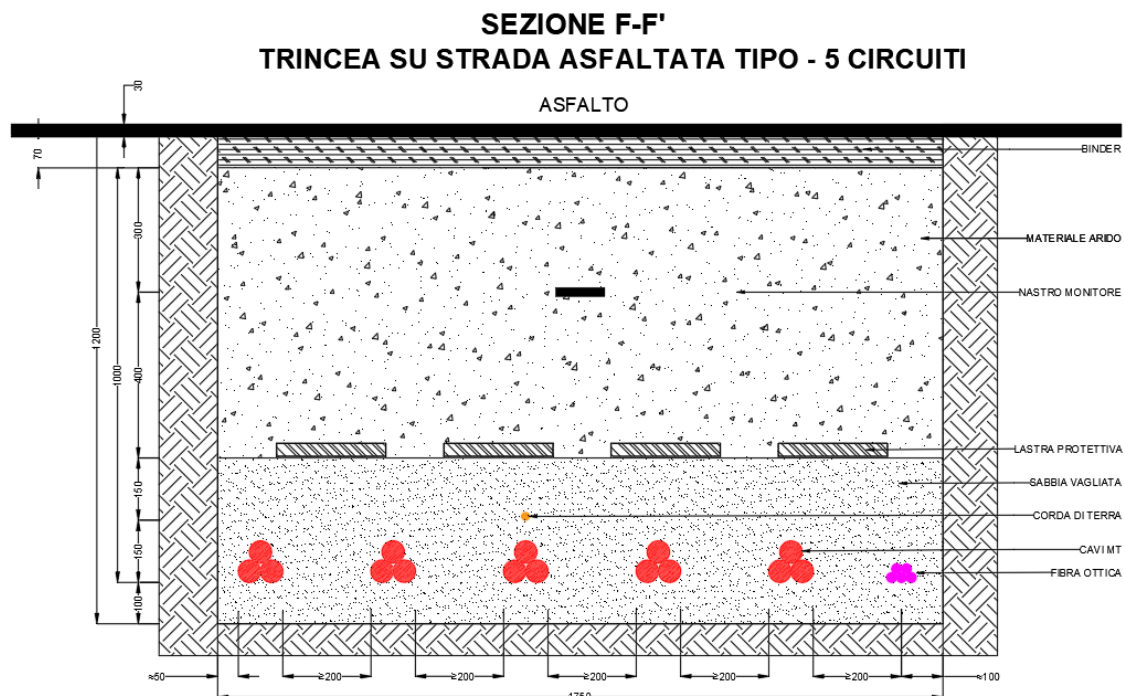 SEZIONE F-F'
TRINCEA SU STRADA ASFALTATA TIPO - 5 CIRCUITI
30
ASFALTO
70
BINDER
300
MATERIALE ARIDO
NASTRO MONITORE
1200
1000
400
LASTRA PROTETTIVA
150
SABBIA VAGLIATA
CORDA DI TERRA
150
CAVI MT
FIBRA OTTICA
100
≈50
≥200
≥200
≥200
≥200
≈100
1750